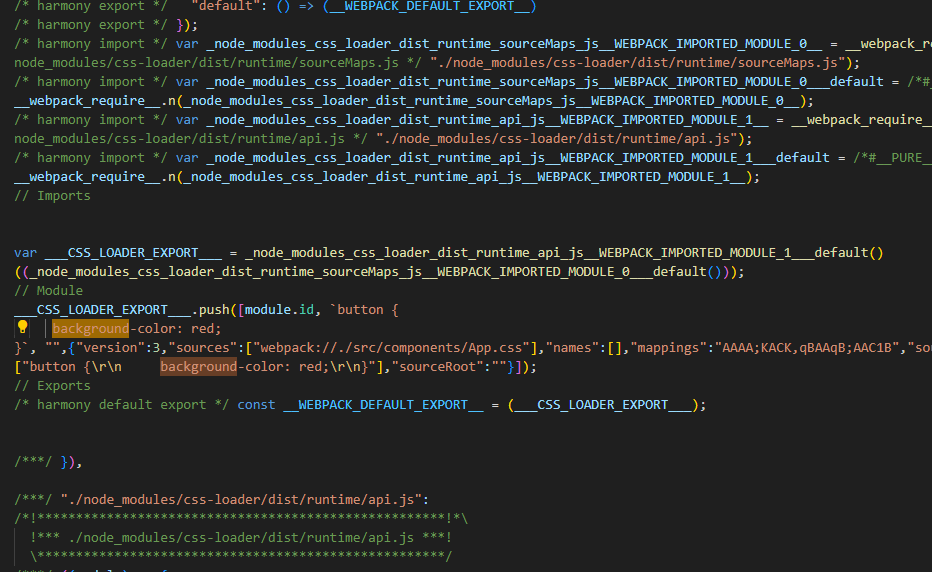 /* harmony export */   "default": () => (__WEBPACK_DEFAULT_EXPORT__)
/* harmony export */ });
/* harmony import */ var _node_modules_css_loader_dist_runtime_sourceMaps_js__WEBPACK_IMPORTED_MODULE_0__ = __webpack_re
node_modules/css-loader/dist/runtime/sourceMaps.js */ "./node_modules/css-loader/dist/runtime/sourceMaps.js");
/* harmony import */ var _node_modules_css_loader_dist_runtime_sourceMaps_js__WEBPACK_IMPORTED_MODULE_0___default = /*#_
__webpack_require__.n(_node_modules_css_loader_dist_runtime_sourceMaps_js__WEBPACK_IMPORTED_MODULE_0__);
/* harmony import */ var _node_modules_css_loader_dist_runtime_api_js__WEBPACK_IMPORTED_MODULE_1__ = __webpack_require__
node_modules/css-loader/dist/runtime/api.js */ "./node_modules/css-loader/dist/runtime/api.js");
/* harmony import */ var _node_modules_css_loader_dist_runtime_api_js__WEBPACK_IMPORTED_MODULE_1___default = /*#__PURE__
__webpack_require__.n(_node_modules_css_loader_dist_runtime_api_js__WEBPACK_IMPORTED_MODULE_1__);
// Imports
var ___CSS_LOADER_EXPORT___ = _node_modules_css_loader_dist_runtime_api_js__WEBPACK_IMPORTED_MODULE_1___default()
((_node_modules_css_loader_dist_runtime_sourceMaps_js__WEBPACK_IMPORTED_MODULE_0___default()));
// Module
___CSS_LOADER_EXPORT___.push([module.id, `button {
background-color: red;
}`, "",{"version":3,"sources":["webpack://./src/components/App.css"],"names":[],"mappings":"AAAA;KACK,qBAAqB;AAC1B","sou
["button {\r\n     background-color: red;\r\n}"],"sourceRoot":""}]);
// Exports
/* harmony default export */ const __WEBPACK_DEFAULT_EXPORT__ = (___CSS_LOADER_EXPORT___);
/***/ }),
/***/ "./node_modules/css-loader/dist/runtime/api.js":
/*!*****************************************************!*\
!*** ./node_modules/css-loader/dist/runtime/api.js ***!
\*****************************************************/